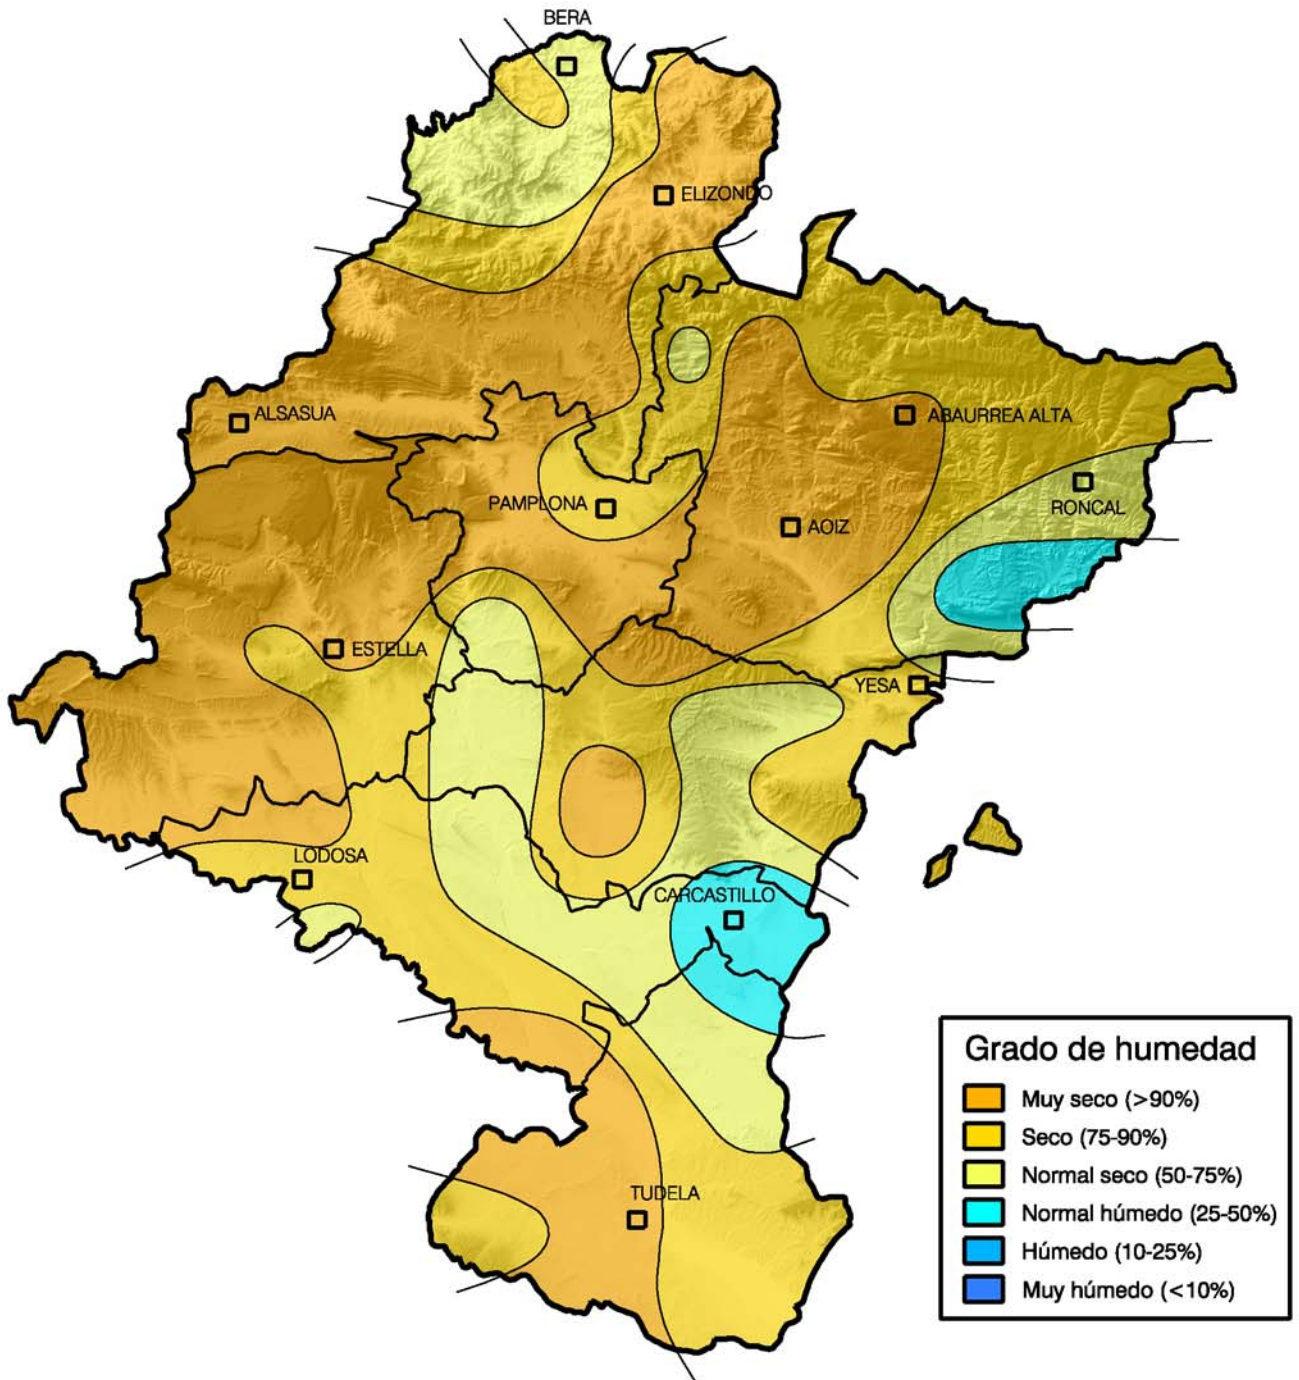 BERA
ELIZONDO
ALSASUA
ABAURREA ALTA
PAMPLONA
RONCAL
AOIZ
ESTELLA
YESA
LODOSA
CARCASTILLO
TUDELA
Grado de humedad
Muy seco (>90%)
Seco (75-90%)
Normal seco (50-75%)
Normal húmedo (25-50%)
Húmedo (10-25%)
Muy húmedo (<10%)